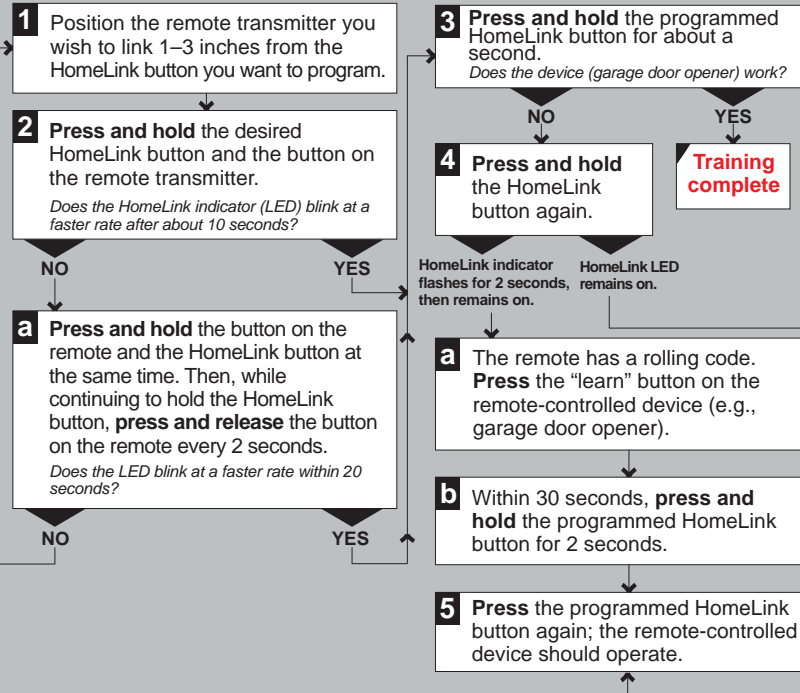 1 Position the remote transmitter you
wish to link 1–3 inches from the
HomeLink button you want to program.
2 Press and hold the desired
HomeLink button and the button on
the remote transmitter.
Does the HomeLink indicator (LED) blink at a
faster rate after about 10 seconds?
NO
YES
a Press and hold the button on the
remote and the HomeLink button at
the same time. Then, while
continuing to hold the HomeLink
button, press and release the button
on the remote every 2 seconds.
Does the LED blink at a faster rate within 20
seconds?
NO
YES
3 Press and hold the programmed
HomeLink button for about a
second.
Does the device (garage door opener) work?
NO
YES
4 Press and hold
the HomeLink
button again.
Training
complete
HomeLink indicator
flashes for 2 seconds,
then remains on.
HomeLink LED
remains on.
a The remote has a rolling code.
Press the “learn” button on the
remote-controlled device (e.g.,
garage door opener).
b Within 30 seconds, press and
hold the programmed HomeLink
button for 2 seconds.
5 Press the programmed HomeLink
button again; the remote-controlled
device should operate.